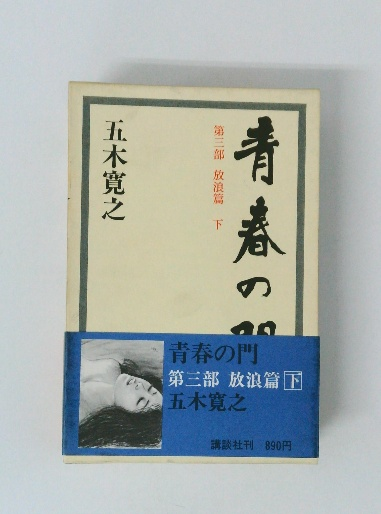 青春の門
第三部 放浪篇 下
五木寛之
青春の門
第三部 放浪篇 下
五木寛之
講談社刊 890円